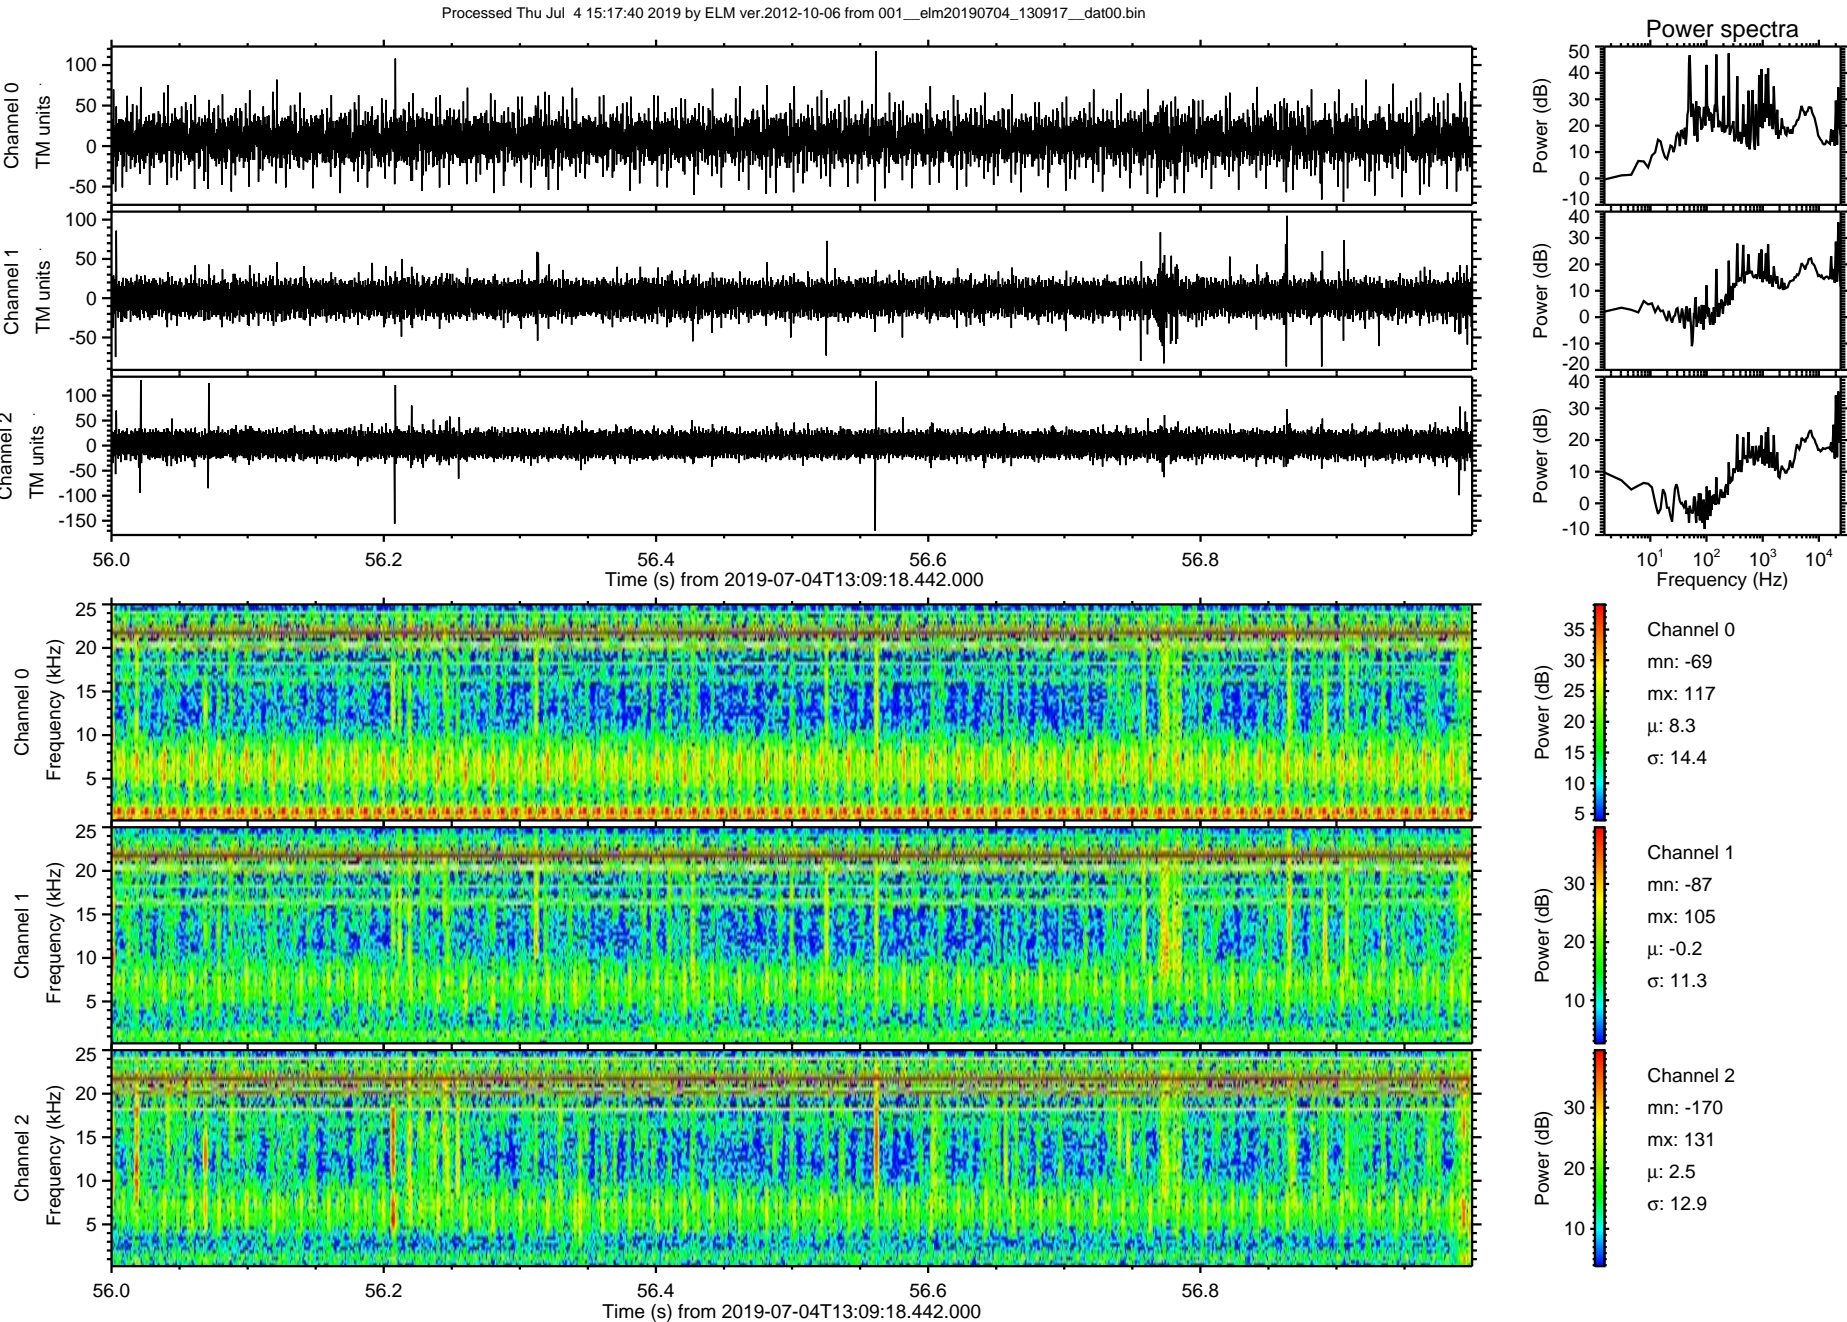 Processed Thu Jul  4 15:17:40 2019 by ELM ver.2012-10-06 from 001__elm20190704_130917__dat00.bin
Power spectra
Channel 0
TM units
100
50
0
-50
Power (dB)
50
40
30
20
10
0
-10
Channel 1
TM units
100
50
0
-50
Power (dB)
40
30
20
10
0
-10
-20
Channel 2
TM units
100
50
0
-50
-100
-150
Power (dB)
40
30
20
10
0
-10
56.0 56.2 56.4 56.6 56.8
Time (s) from 2019-07-04T13:09:18.442.000
10¹ 10² 10³ 10⁴
Frequency (Hz)
Channel 0
Frequency (kHz)
25
20
15
10
5
Power (dB)
35
30
25
20
15
10
5
Channel 0
mn: -69
mx: 117
µ: 8.3
σ: 14.4
Channel 1
Frequency (kHz)
25
20
15
10
5
Power (dB)
30
20
10
Channel 1
mn: -87
mx: 105
µ: -0.2
σ: 11.3
Channel 2
Frequency (kHz)
25
20
15
10
5
Power (dB)
30
20
10
Channel 2
mn: -170
mx: 131
µ: 2.5
σ: 12.9
56.0 56.2 56.4 56.6 56.8
Time (s) from 2019-07-04T13:09:18.442.000